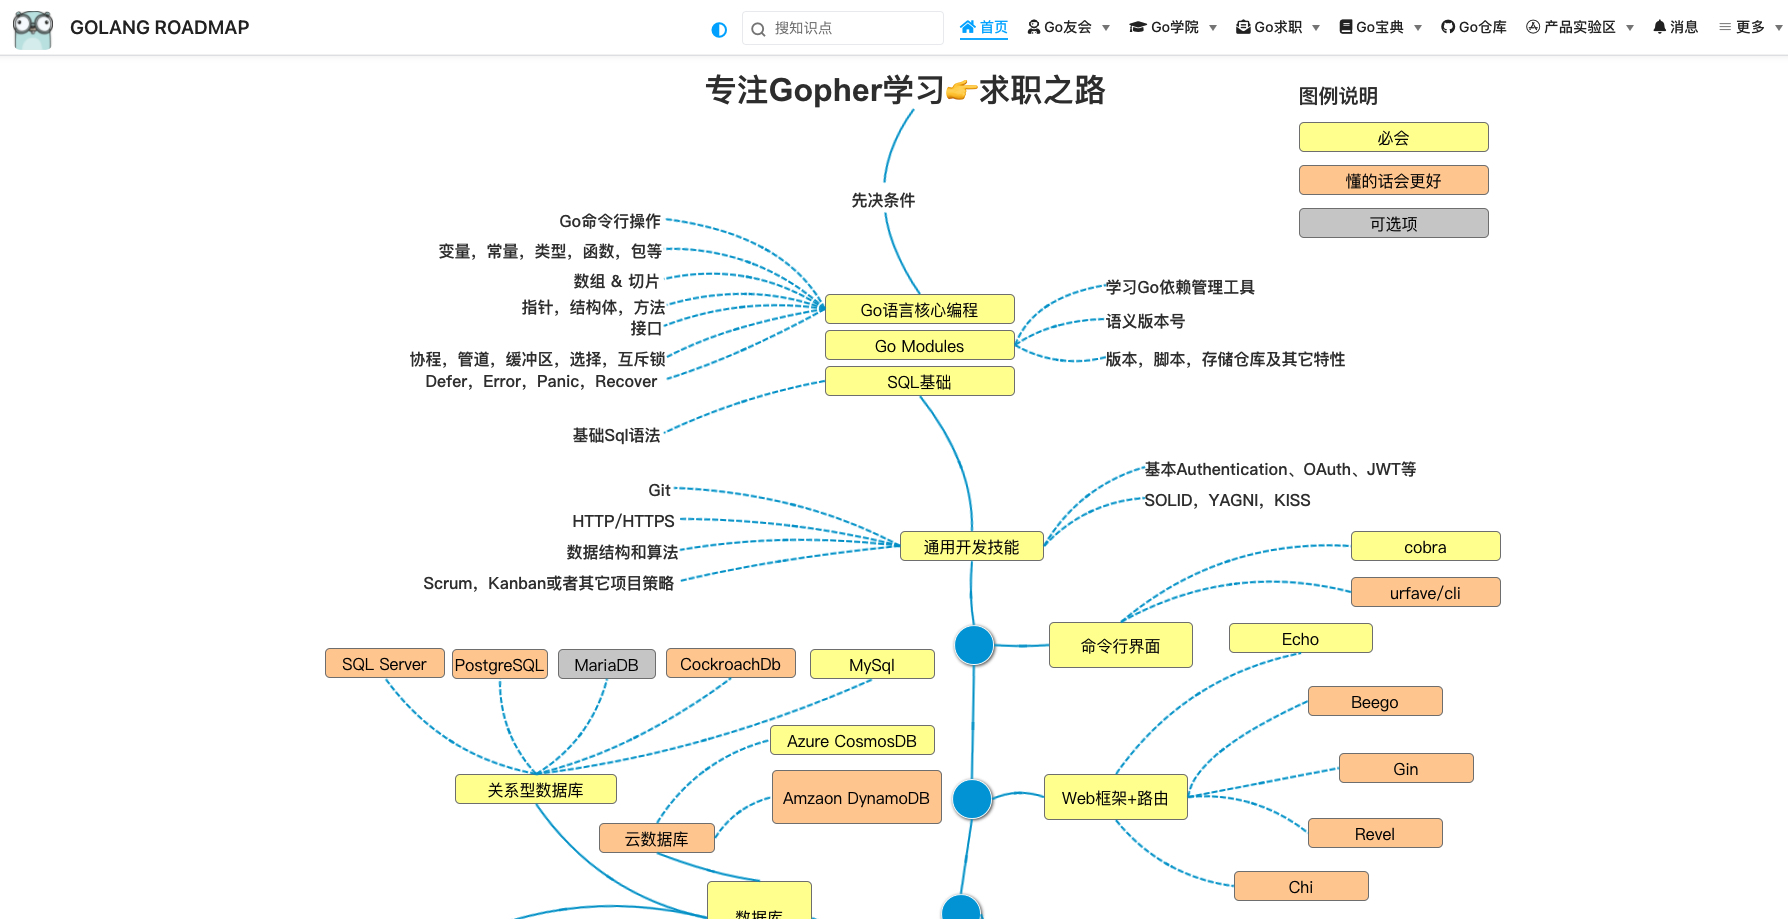 GOLANG ROADMAP
搜知识点
首页
Go友会
Go学院
Go求职
Go宝典
Go仓库
产品实验区
消息
更多
专注Gopher学习👉求职之路
图例说明
必会
懂的话会更好
可选项
先决条件
Go命令行操作
变量，常量，类型，函数，包等
数组 & 切片
指针，结构体，方法
接口
协程，管道，缓冲区，选择，互斥锁
Defer，Error，Panic，Recover
基础Sql语法
Go语言核心编程
Go Modules
SQL基础
学习Go依赖管理工具
语义版本号
版本，脚本，存储仓库及其它特性
Git
HTTP/HTTPS
数据结构和算法
Scrum，Kanban或者其它项目策略
通用开发技能
基本Authentication、OAuth、JWT等
SOLID，YAGNI，KISS
cobra
urfave/cli
命令行界面
Echo
Beego
Gin
Web框架+路由
Revel
Chi
SQL Server
PostgreSQL
MariaDB
CockroachDb
MySql
Azure CosmosDB
Amzaon DynamoDB
关系型数据库
云数据库
数据库